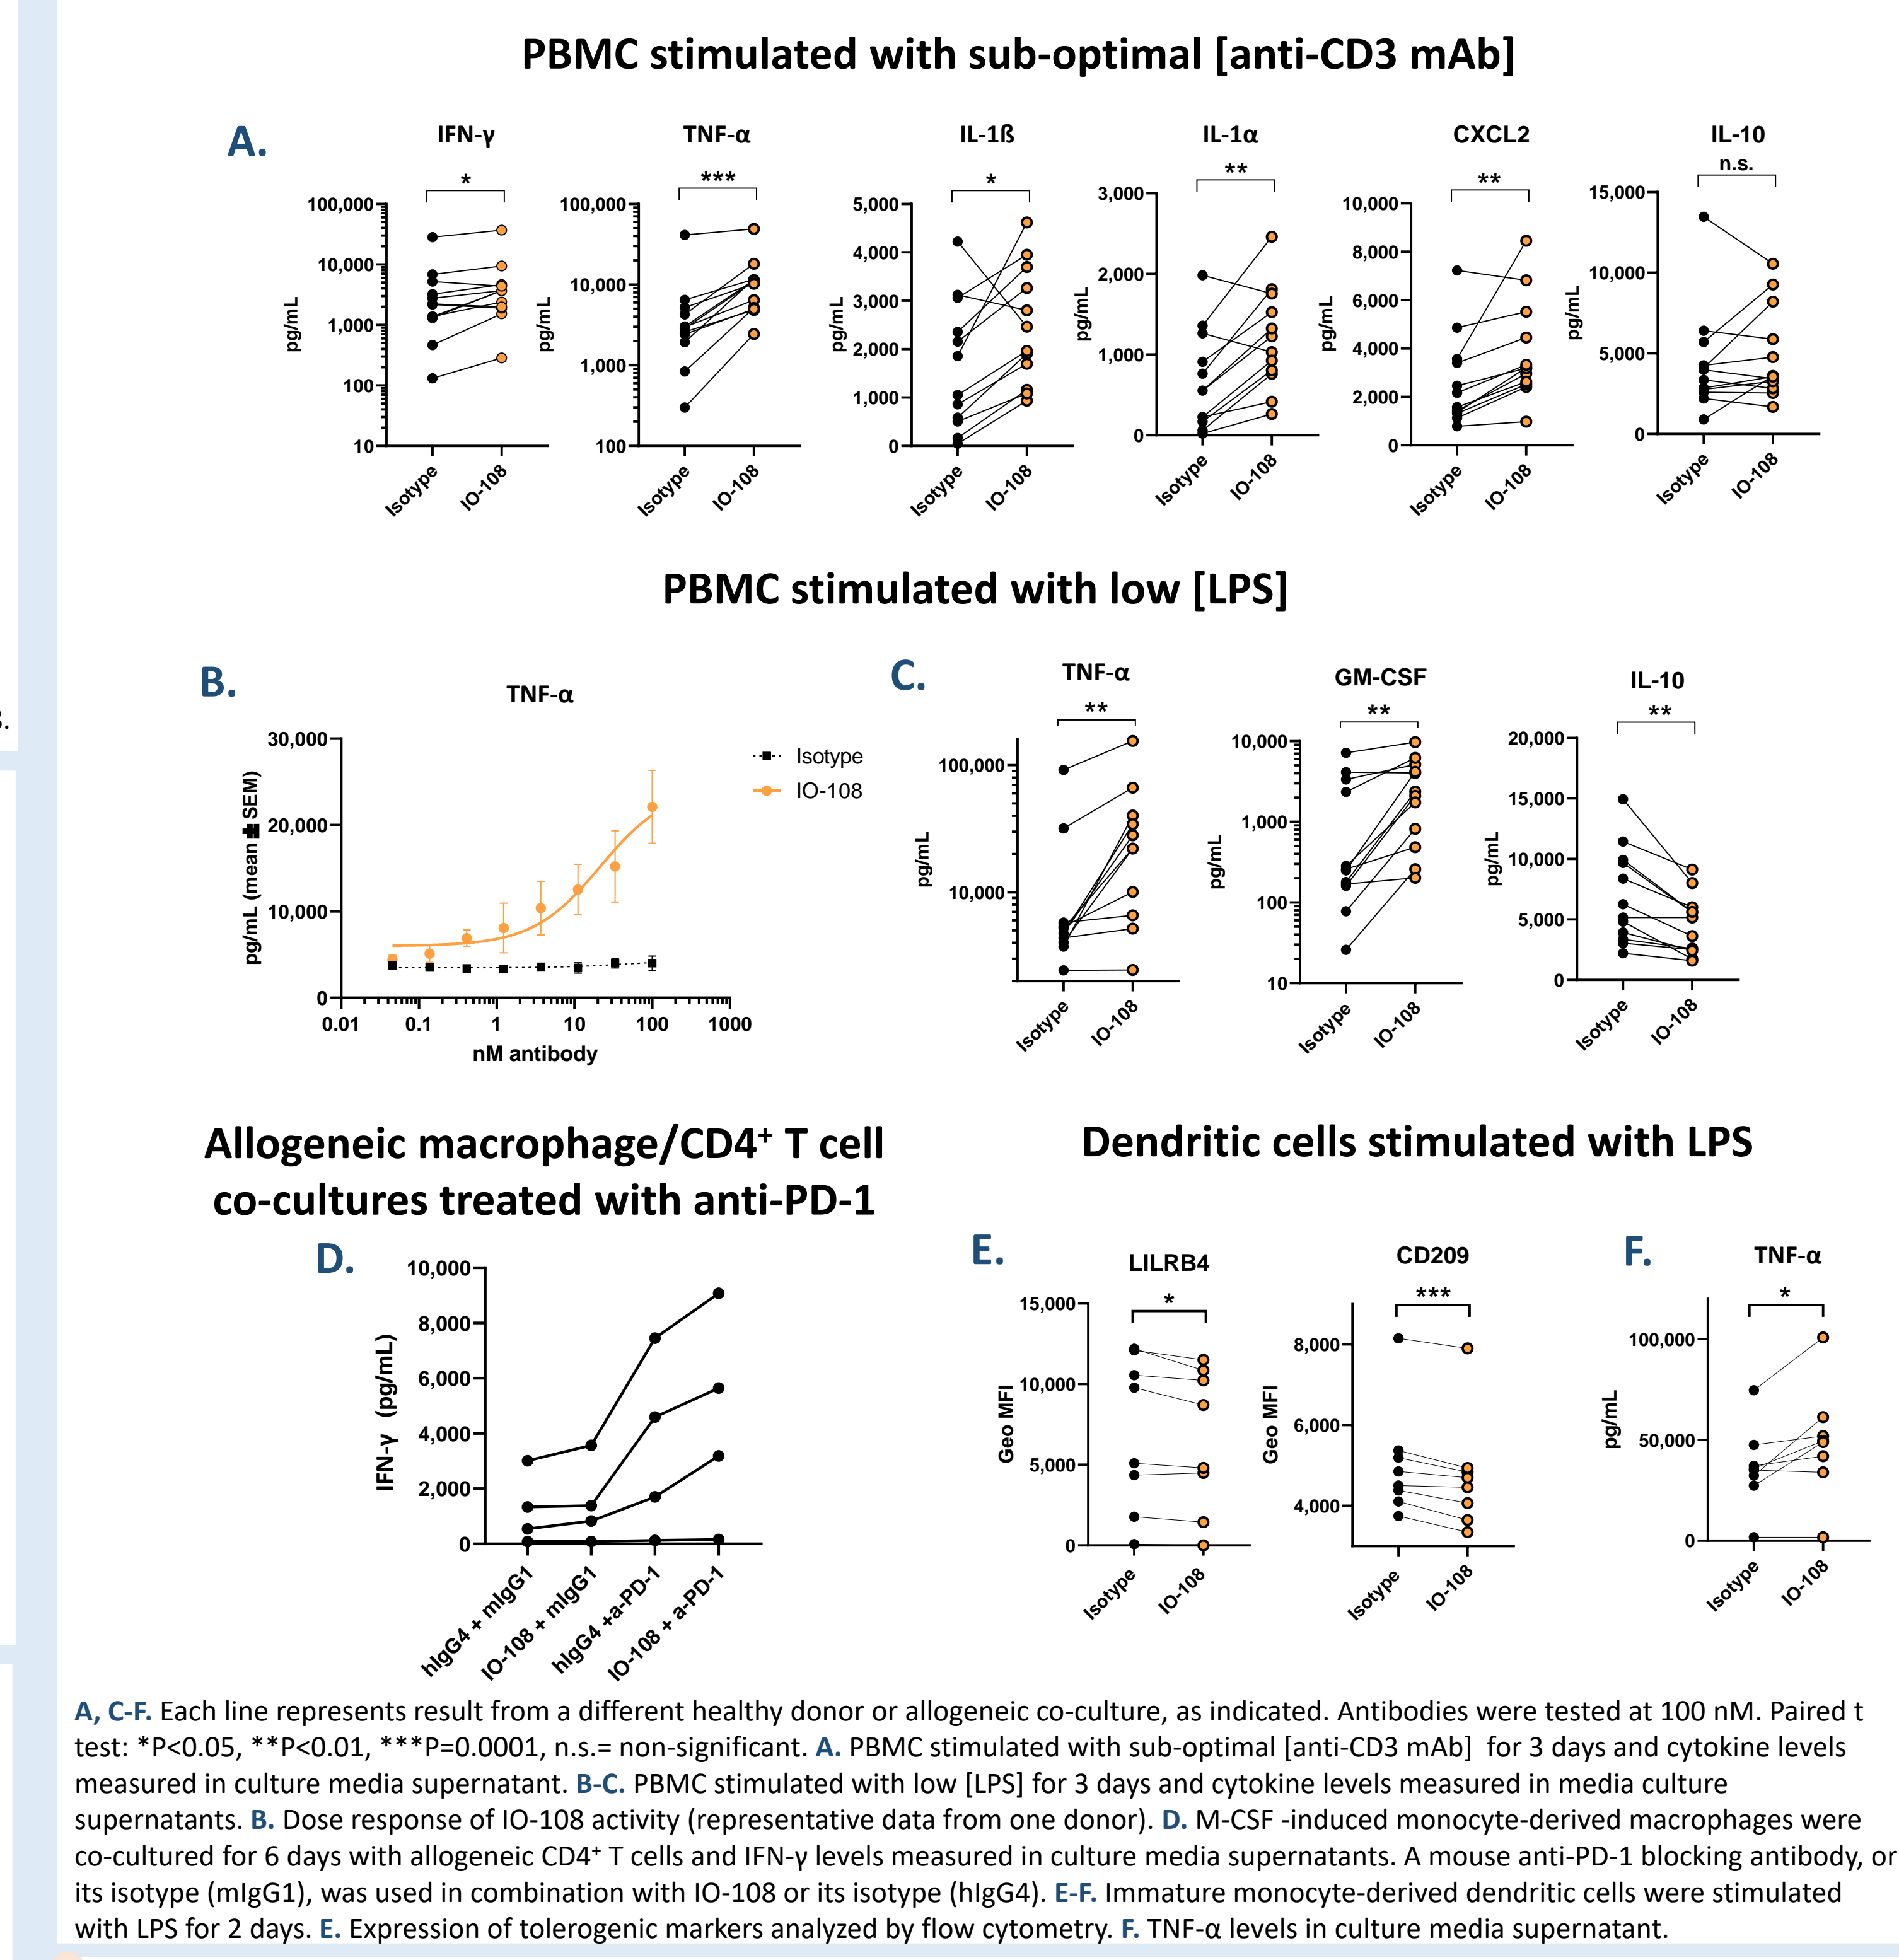 PBMC stimulated with sub-optimal [anti-CD3 mAb]
A.
IFN-γ
*
100,000
10,000
1,000
100
10
pg/mL
Isotype
IO-108
TNF-α
***
100,000
10,000
1,000
100
pg/mL
Isotype
IO-108
IL-1ß
*
5,000
4,000
3,000
2,000
1,000
0
pg/mL
Isotype
IO-108
IL-1α
**
3,000
2,000
1,000
0
pg/mL
Isotype
IO-108
CXCL2
**
10,000
8,000
6,000
4,000
2,000
0
pg/mL
Isotype
IO-108
IL-10
n.s.
15,000
10,000
5,000
0
pg/mL
Isotype
IO-108
PBMC stimulated with low [LPS]
B.
TNF-α
30,000
20,000
10,000
0
pg/mL (mean ± SEM)
0.01 0.1 1 10 100 1000
nM antibody
Isotype
IO-108
C.
TNF-α
**
100,000
10,000
pg/mL
Isotype
IO-108
GM-CSF
**
10,000
1,000
100
10
pg/mL
Isotype
IO-108
IL-10
**
20,000
15,000
10,000
5,000
0
pg/mL
Isotype
IO-108
Allogeneic macrophage/CD4⁺ T cell
co-cultures treated with anti-PD-1
D.
10,000
8,000
6,000
4,000
2,000
0
IFN-γ (pg/mL)
hIgG4 + mIgG1
IO-108 + mIgG1
hIgG4 +a-PD-1
IO-108 + a-PD-1
Dendritic cells stimulated with LPS
E.
LILRB4
*
15,000
10,000
5,000
0
Geo MFI
Isotype
IO-108
CD209
***
8,000
6,000
4,000
Geo MFI
Isotype
IO-108
F.
TNF-α
*
100,000
50,000
0
pg/mL
Isotype
IO-108
A, C-F. Each line represents result from a different healthy donor or allogeneic co-culture, as indicated. Antibodies were tested at 100 nM. Paired t
test: *P<0.05, **P<0.01, ***P=0.0001, n.s.= non-significant. A. PBMC stimulated with sub-optimal [anti-CD3 mAb] for 3 days and cytokine levels
measured in culture media supernatant. B-C. PBMC stimulated with low [LPS] for 3 days and cytokine levels measured in media culture
supernatants. B. Dose response of IO-108 activity (representative data from one donor). D. M-CSF -induced monocyte-derived macrophages were
co-cultured for 6 days with allogeneic CD4⁺ T cells and IFN-γ levels measured in culture media supernatants. A mouse anti-PD-1 blocking antibody, or
its isotype (mIgG1), was used in combination with IO-108 or its isotype (hIgG4). E-F. Immature monocyte-derived dendritic cells were stimulated
with LPS for 2 days. E. Expression of tolerogenic markers analyzed by flow cytometry. F. TNF-α levels in culture media supernatant.